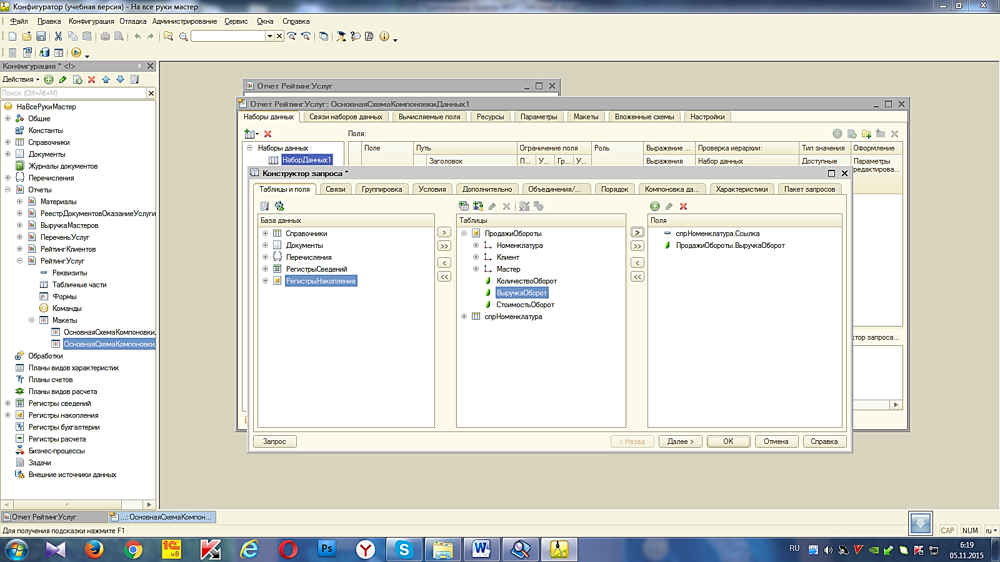 Конфигуратор (учебная версия) - На все руки мастер
Файл Правка Конфигурация Отладка Администрирование Сервис Окна Справка
Конфигурация * <!>
Действия
Поиск (Ctrl+Alt+M)
НаВсеРукиМастер
Общие
Константы
Справочники
Документы
Журналы документов
Перечисления
Отчеты
Материалы
РеестрДокументовОказаниеУслуги
ВыручкаМастеров
ПереченьУслуг
РейтингКлиентов
РейтингУслуг
Реквизиты
Табличные части
Формы
Команды
Макеты
ОсновнаяСхемаКомпоновки
ОсновнаяСхемаКомпоновки
Обработки
Планы видов характеристик
Планы счетов
Планы видов расчета
Регистры сведений
Регистры накопления
Регистры бухгалтерии
Регистры расчета
Бизнес-процессы
Задачи
Внешние источники данных
Отчет РейтингУслуг
Отчет РейтингУслуг: ОсновнаяСхемаКомпоновкиДанных1
Наборы данных Связи наборов данных Вычисляемые поля Ресурсы Параметры Макеты Вложенные схемы Настройки
Поля:
Наборы данных
НаборДанных1
Поле Путь Ограничение поля Роль Выражение ... Проверка иерархии: Тип значения Оформление
Заголовок П... У... Гр... У... Выражения Набор данных Доступные Параметры
редактирова...
Конструктор запроса *
Таблицы и поля Связи Группировка Условия Дополнительно Объединения/... Порядок Компоновка да... Характеристики Пакет запросов
База данных
Справочники
Документы
Перечисления
РегистрыСведений
РегистрыНакопления
> >> < <<
Таблицы
ПродажиОбороты
Номенклатура
Клиент
Мастер
КоличествоОборот
ВыручкаОборот
СтоимостьОборот
спрНоменклатура
> >> < <<
Поля
спрНоменклатура.Ссылка
ПродажиОбороты.ВыручкаОборот
тор запроса...
Запрос < Назад Далее > OK Отмена Справка
Отчет РейтингУслуг ...: ОсновнаяСхемаКомпон...
Для получения подсказки нажмите F1
CAP NUM ru
1С v8 Ps RU
6:19
05.11.2015